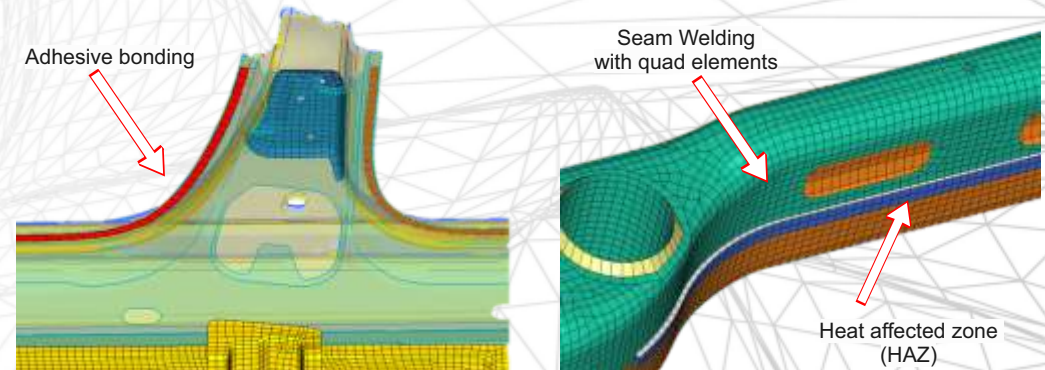 Adhesive bonding
Seam Welding
with quad elements
Heat affected zone
(HAZ)